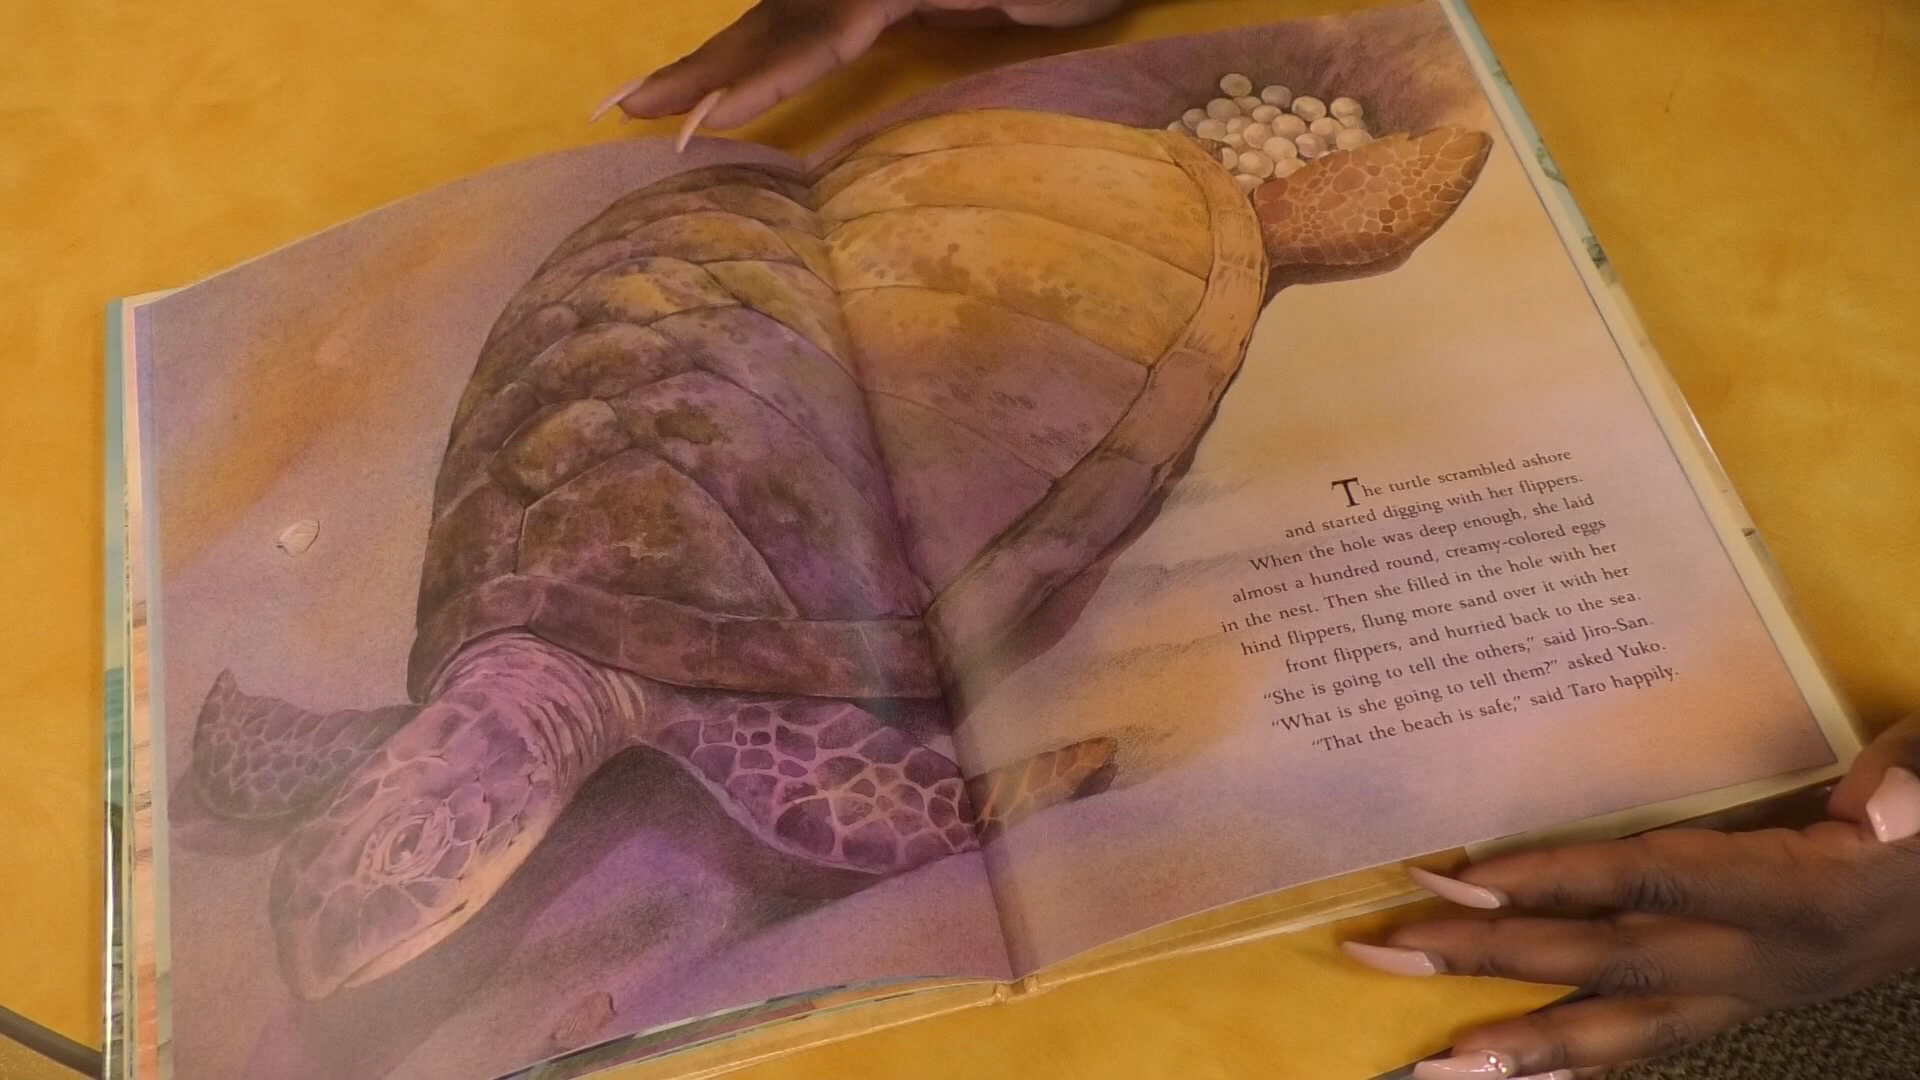 The turtle scrambled ashore
and started digging with her flippers.
When the hole was deep enough, she laid
almost a hundred round, creamy-colored eggs
in the nest. Then she filled in the hole with her
hind flippers, flung more sand over it with her
front flippers, and hurried back to the sea.
“She is going to tell the others,” said Jiro-San.
“What is she going to tell them?” asked Yuko.
“That the beach is safe,” said Taro happily.